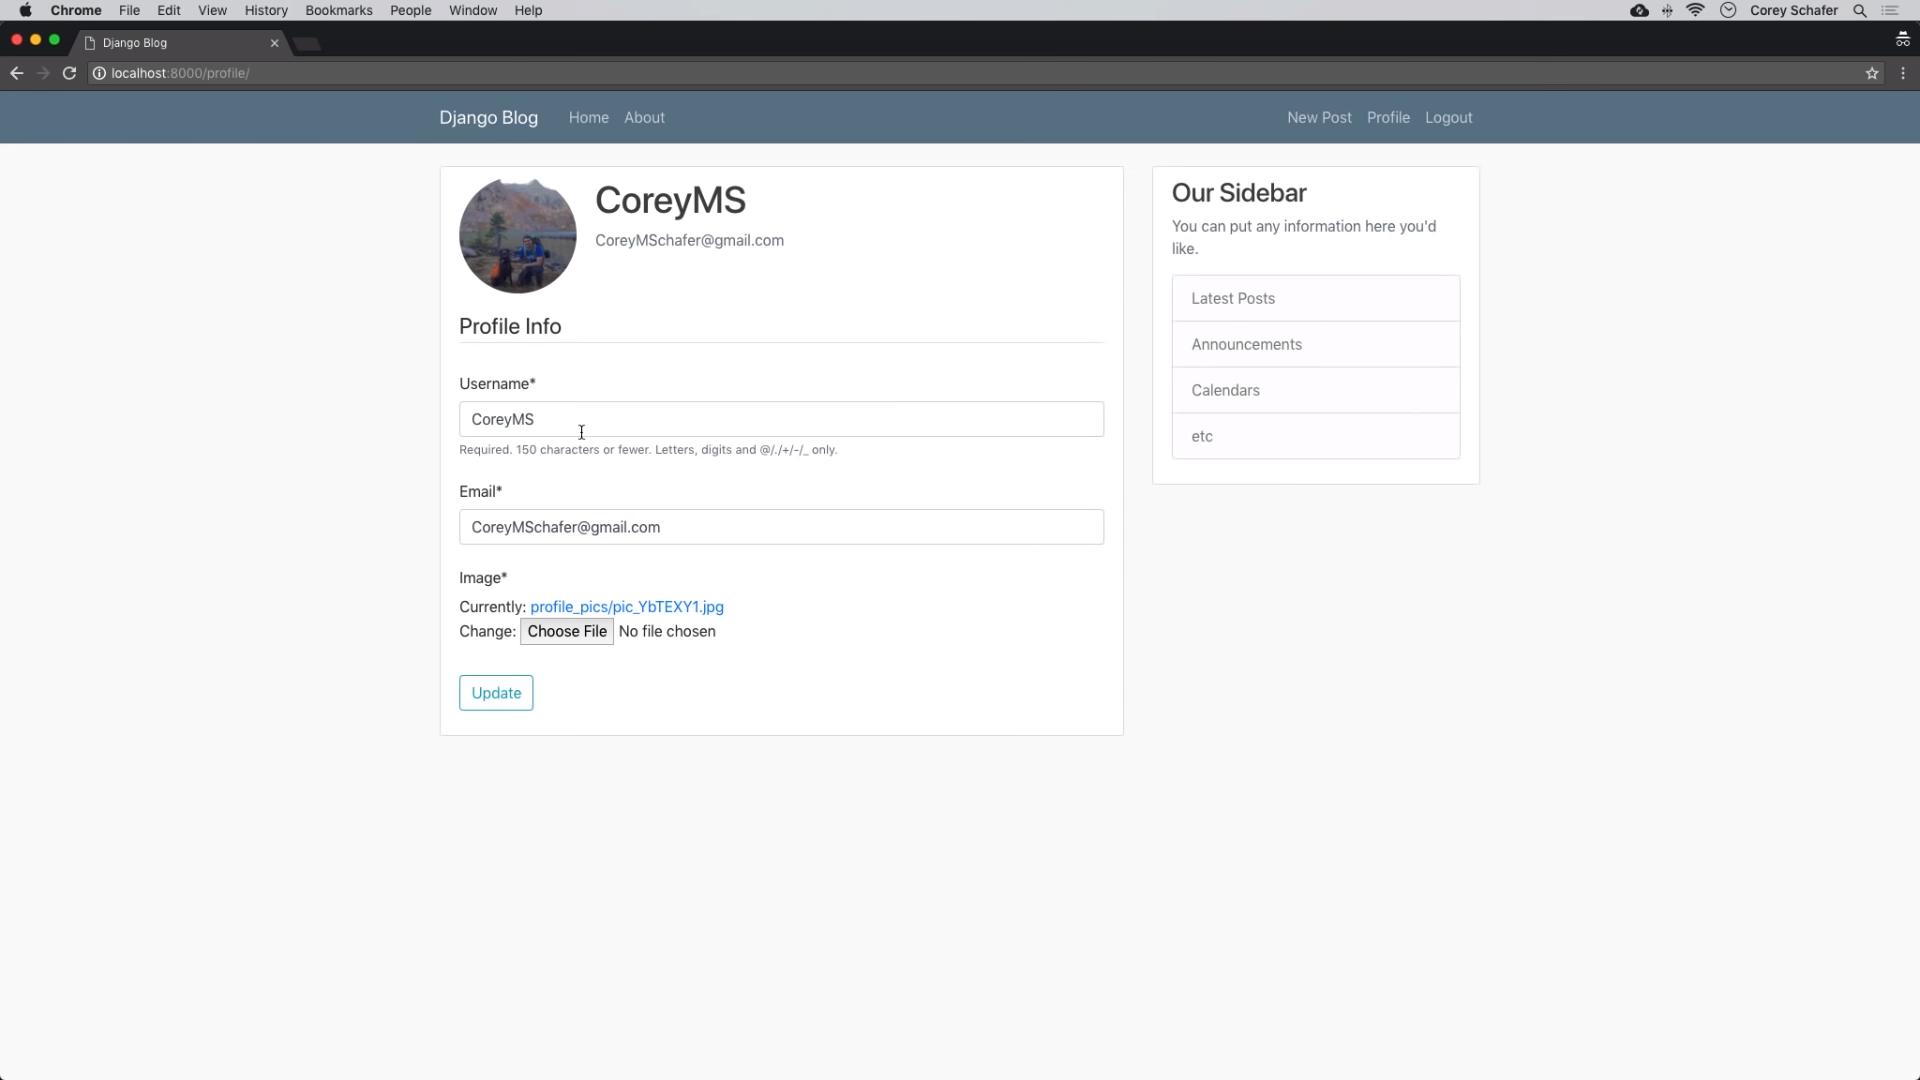 Chrome File Edit View History Bookmarks People Window Help Corey Schafer
Django Blog
localhost:8000/profile/
Django Blog Home About New Post Profile Logout
CoreyMS
CoreyMSchafer@gmail.com
Profile Info
Username*
CoreyMS
Required. 150 characters or fewer. Letters, digits and @/./+/-/_ only.
Email*
CoreyMSchafer@gmail.com
Image*
Currently: profile_pics/pic_YbTEXY1.jpg
Change: Choose File No file chosen
Update
Our Sidebar
You can put any information here you'd
like.
Latest Posts
Announcements
Calendars
etc